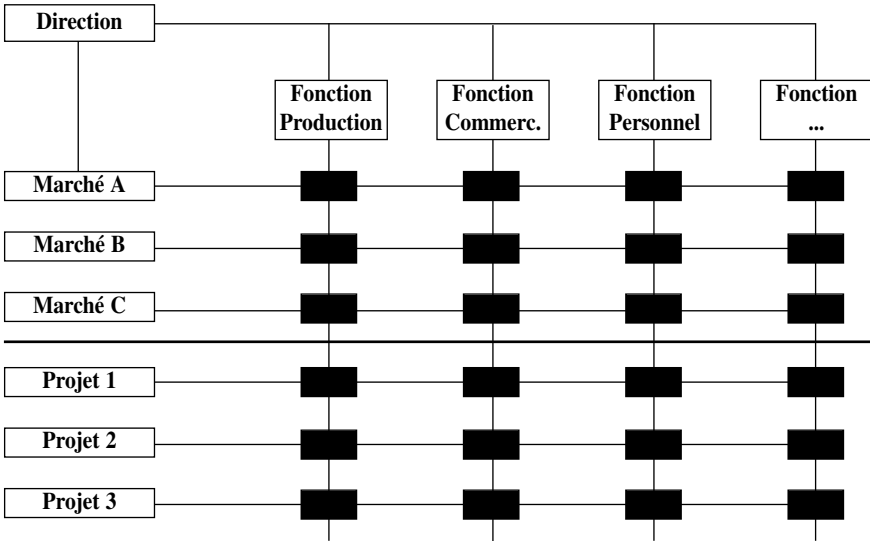 Direction
Fonction
Production
Fonction
Commerc.
Fonction
Personnel
Fonction
...
Marché A
Marché B
Marché C
Projet 1
Projet 2
Projet 3